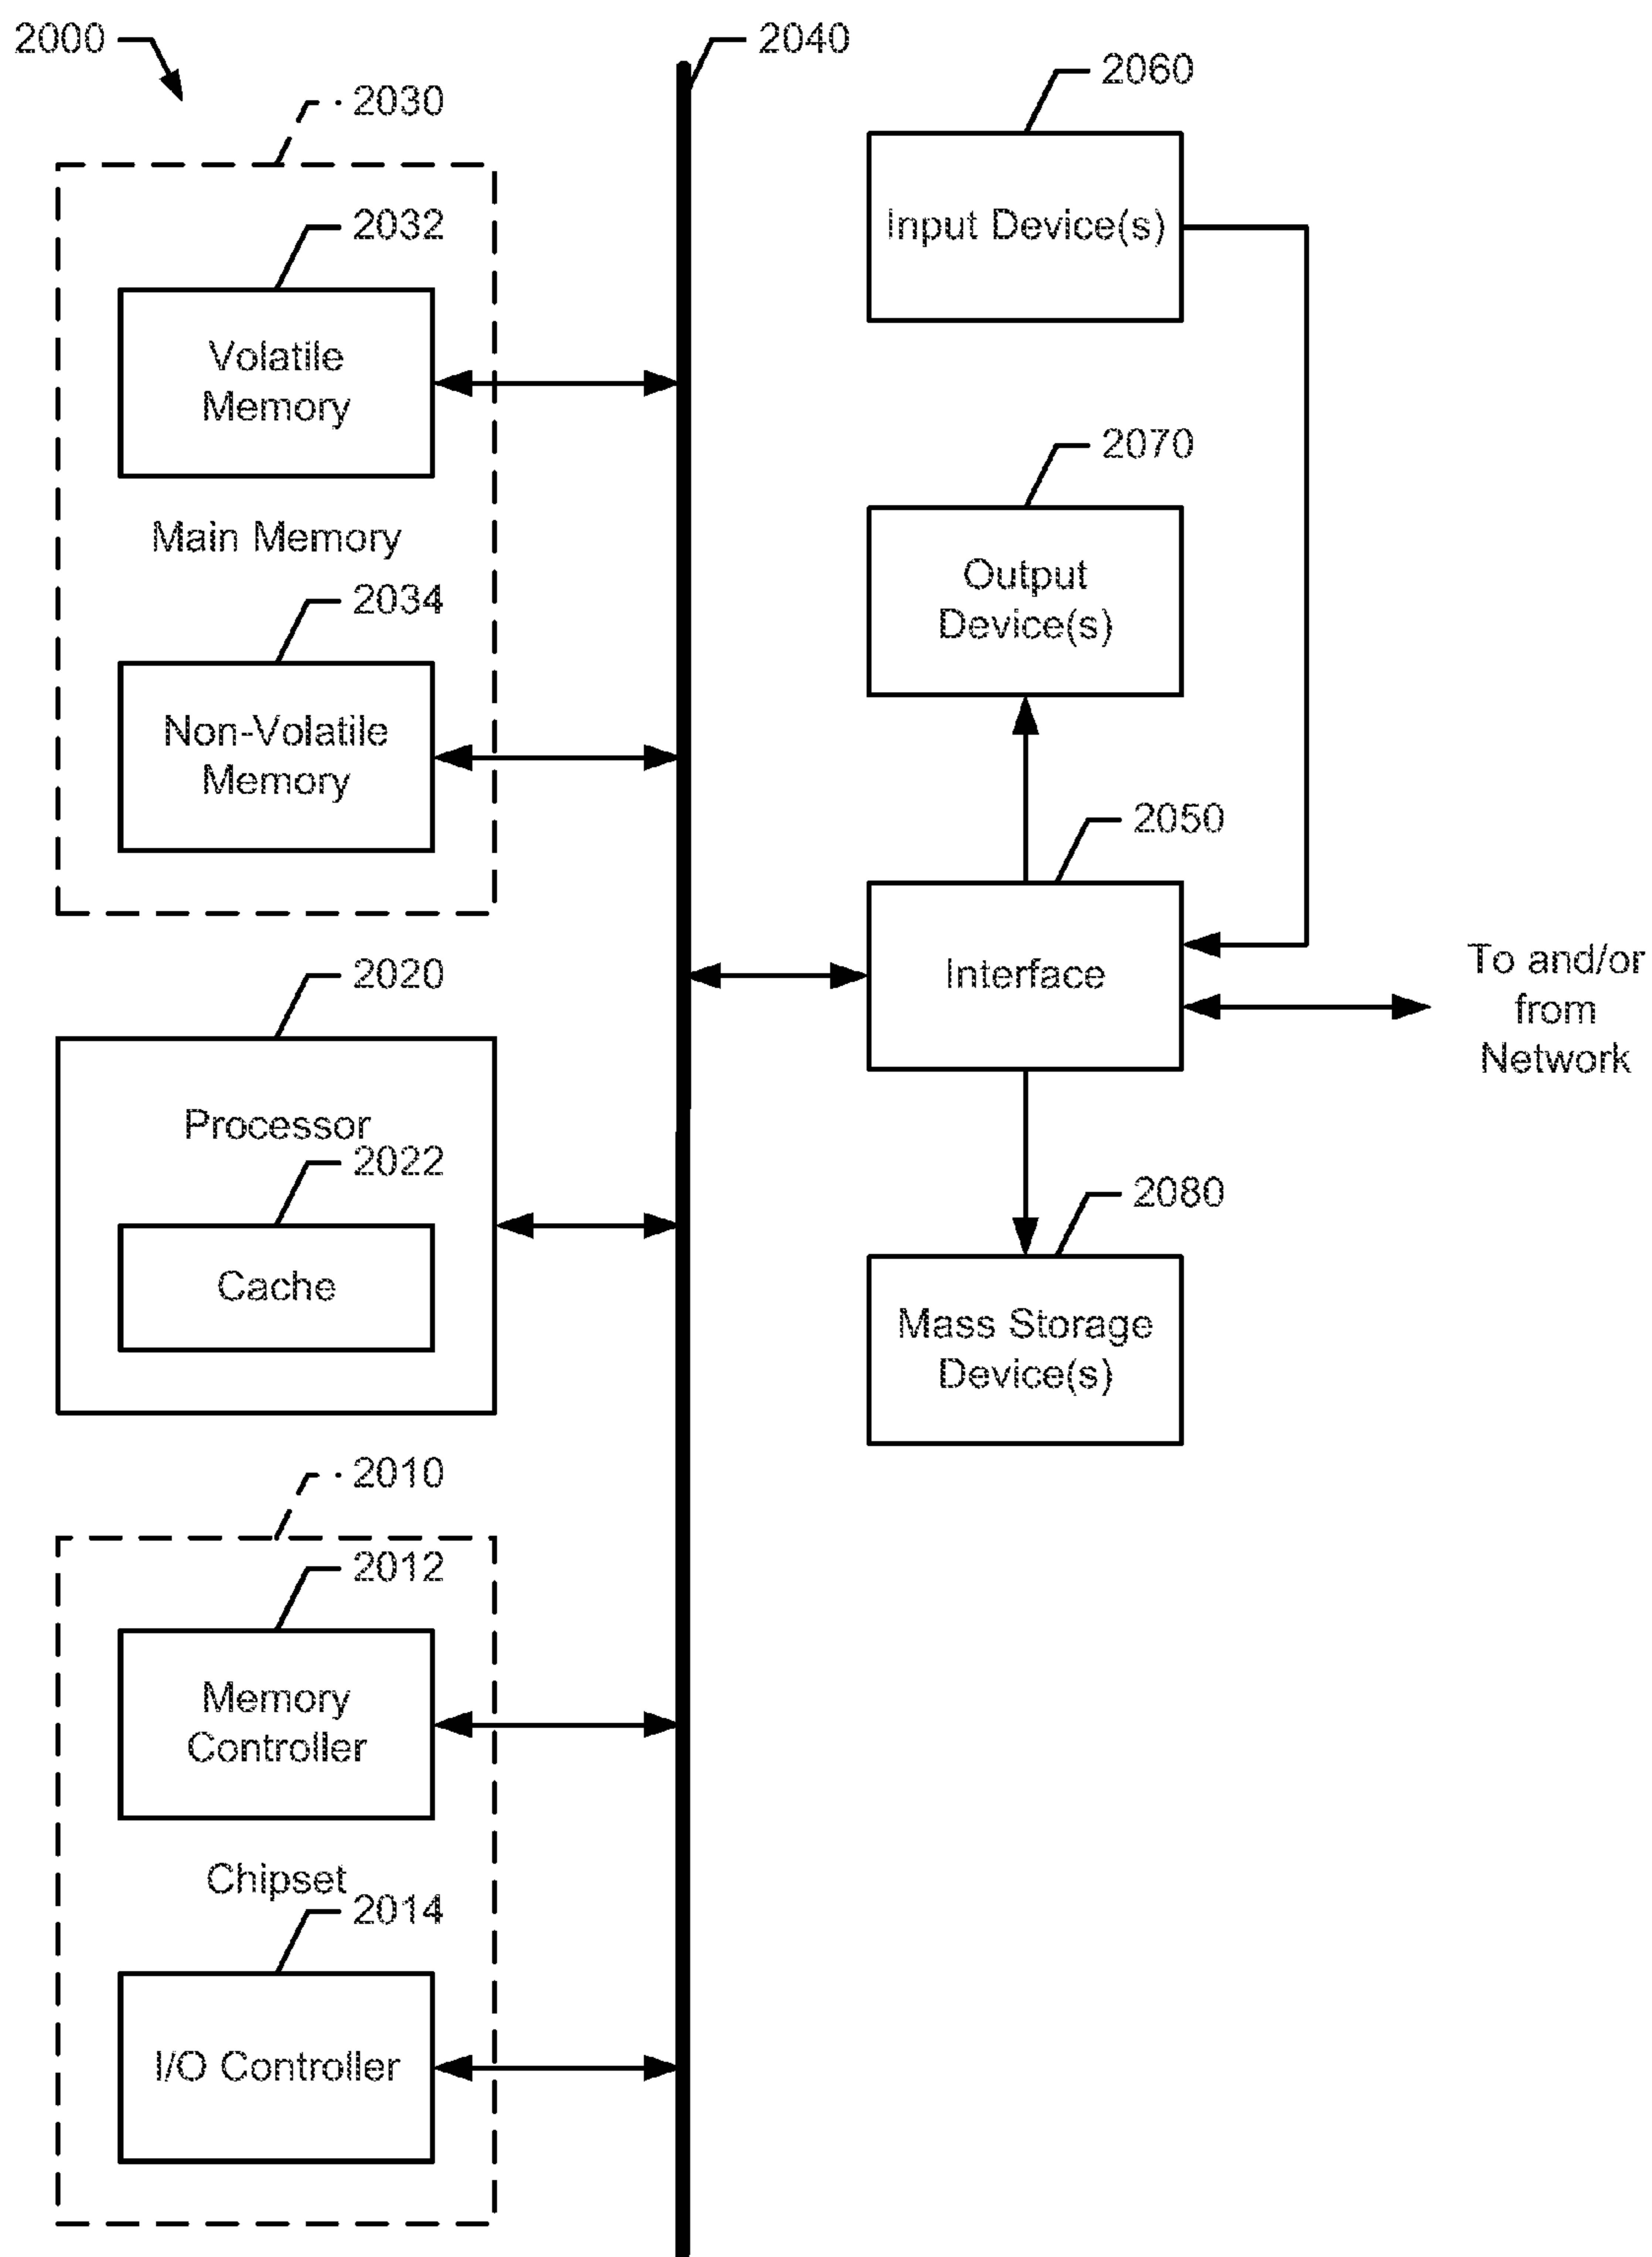 2000
2040
2060
2030
2032
Input Device(s)
Volatile
Memory
2070
Main Memory
Output
Device(s)
2034
Non-Volatile
Memory
2050
2020
Interface
To and/or
from
Network
Processor
2022
2080
Cache
Mass Storage
Device(s)
2010
2012
Memory
Controller
Chipset
2014
I/O Controller